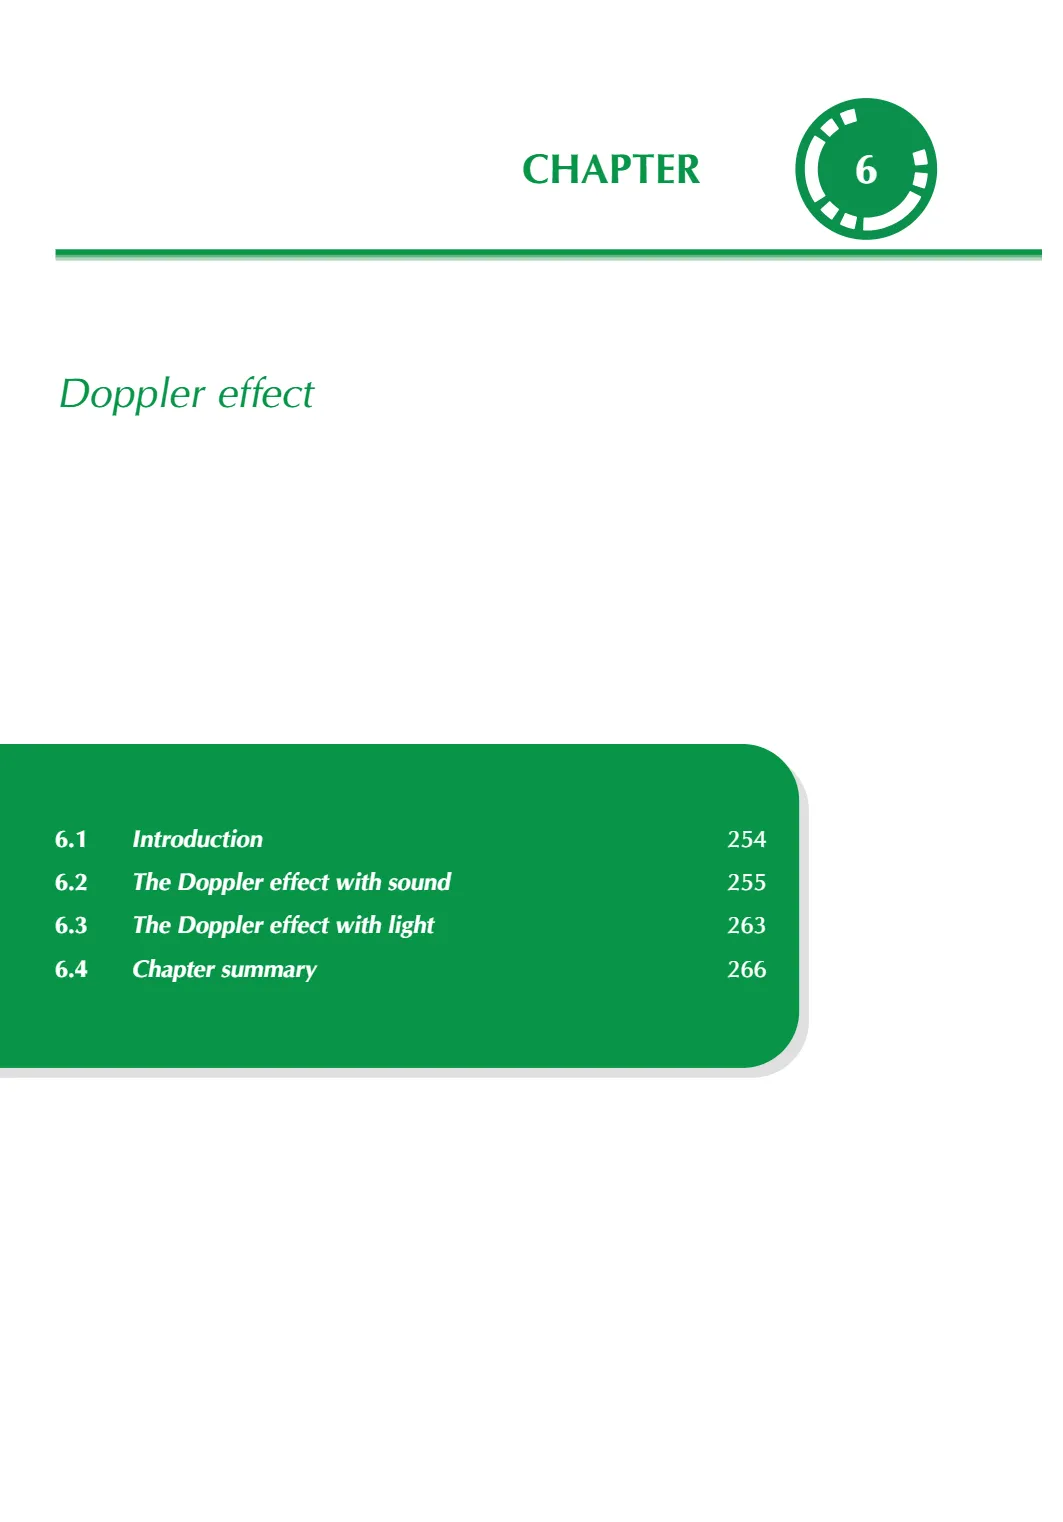 CHAPTER 6
Doppler effect
6.1 Introduction 254
6.2 The Doppler effect with sound 255
6.3 The Doppler effect with light 263
6.4 Chapter summary 266